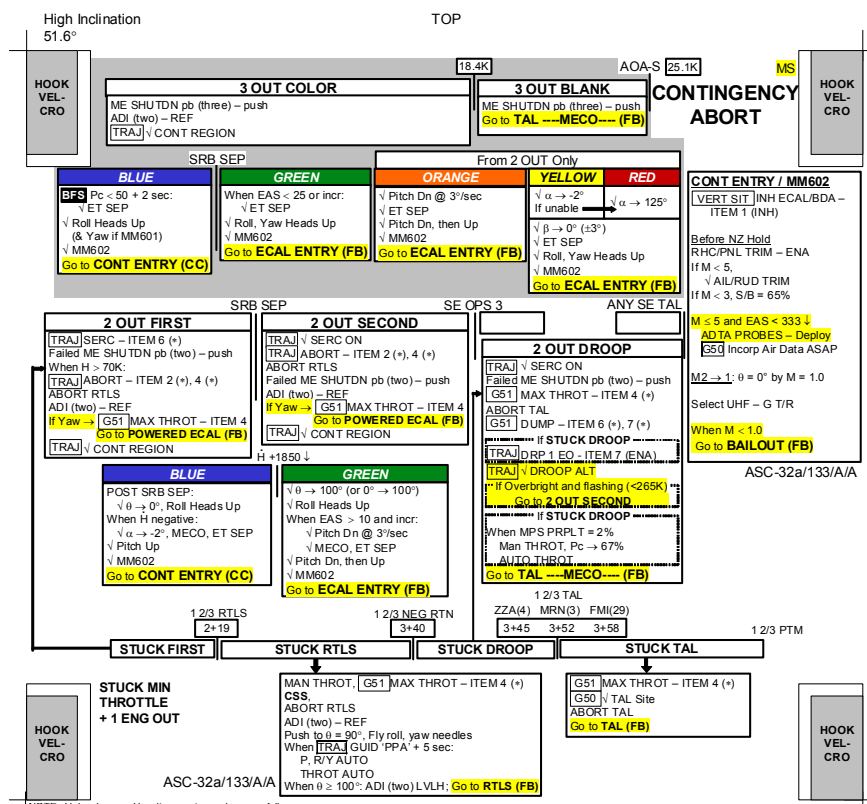 High Inclination
51.6°
TOP
HOOK
VEL-
CRO
HOOK
VEL-
CRO
18.4K
AOA-S 25.1K
MS
CONTINGENCY
ABORT
3 OUT COLOR
ME SHUTDN pb (three) – push
ADI (two) – REF
TRAJ √ CONT REGION
3 OUT BLANK
ME SHUTDN pb (three) – push
Go to TAL ----MECO---- (FB)
SRB SEP
From 2 OUT Only
BLUE
BFS Pc < 50 + 2 sec:
√ ET SEP
√ Roll Heads Up
(& Yaw if MM601)
√ MM602
Go to CONT ENTRY (CC)
GREEN
When EAS < 25 or incr:
√ ET SEP
√ Roll, Yaw Heads Up
√ MM602
Go to ECAL ENTRY (FB)
ORANGE
√ Pitch Dn @ 3°/sec
√ ET SEP
√ Pitch Dn, then Up
√ MM602
Go to ECAL ENTRY (FB)
YELLOW
RED
√ α → -2°
If unable
√ α → 125°
√ β → 0° (±3°)
√ ET SEP
√ Roll, Yaw Heads Up
√ MM602
Go to ECAL ENTRY (FB)
CONT ENTRY / MM602
VERT SIT INH ECAL/BDA –
ITEM 1 (INH)
Before NZ Hold
RHC/PNL TRIM – ENA
If M < 5,
√ AIL/RUD TRIM
If M < 3, S/B = 65%
M ≤ 5 and EAS < 333 ↓
ADTA PROBES – Deploy
G50 Incorp Air Data ASAP
M2 → 1: θ = 0° by M = 1.0
Select UHF – G T/R
When M < 1.0
Go to BAILOUT (FB)
ASC-32a/133/A/A
SRB SEP
SE OPS 3
ANY SE TAL
2 OUT FIRST
TRAJ SERC – ITEM 6 (*)
Failed ME SHUTDN pb (two) – push
When H > 70K:
TRAJ ABORT – ITEM 2 (*), 4 (*)
ABORT RTLS
ADI (two) – REF
If Yaw → G51 MAX THROT – ITEM 4
Go to POWERED ECAL (FB)
TRAJ √ CONT REGION
2 OUT SECOND
TRAJ √ SERC ON
TRAJ ABORT – ITEM 2 (*), 4 (*)
ABORT RTLS
Failed ME SHUTDN pb (two) – push
ADI (two) – REF
If Yaw → G51 MAX THROT – ITEM 4
Go to POWERED ECAL (FB)
TRAJ √ CONT REGION
2 OUT DROOP
TRAJ √ SERC ON
Failed ME SHUTDN pb (two) – push
G51 MAX THROT – ITEM 4 (*)
ABORT TAL
G51 DUMP – ITEM 6 (*), 7 (*)
If STUCK DROOP
TRAJ DRP 1 EO - ITEM 7 (ENA)
TRAJ √ DROOP ALT
If Overbright and flashing (<265K)
Go to 2 OUT SECOND
If STUCK DROOP
When MPS PRPLT = 2%
Man THROT, Pc → 67%
AUTO THROT
Go to TAL ----MECO---- (FB)
Ḣ +1850 ↓
BLUE
POST SRB SEP:
√ θ → 0°, Roll Heads Up
When Ḣ negative:
√ α → -2°, MECO, ET SEP
√ Pitch Up
√ MM602
Go to CONT ENTRY (CC)
GREEN
√ θ → 100° (or 0° → 100°)
√ Roll Heads Up
When EAS > 10 and incr:
√ Pitch Dn @ 3°/sec
√ MECO, ET SEP
√ Pitch Dn, then Up
√ MM602
Go to ECAL ENTRY (FB)
1 2/3 RTLS
2+19
1 2/3 NEG RTN
3+40
1 2/3 TAL
ZZA(4) MRN(3) FMI(29)
3+45 3+52 3+58
1 2/3 PTM
STUCK FIRST
STUCK RTLS
STUCK DROOP
STUCK TAL
HOOK
VEL-
CRO
STUCK MIN
THROTTLE
+ 1 ENG OUT
MAN THROT, G51 MAX THROT – ITEM 4 (*)
CSS,
ABORT RTLS
ADI (two) – REF
Push to θ = 90°, Fly roll, yaw needles
When TRAJ GUID 'PPA' + 5 sec:
P, R/Y AUTO
THROT AUTO
When θ ≥ 100°: ADI (two) LVLH; Go to RTLS (FB)
G51 MAX THROT – ITEM 4 (*)
G50 √ TAL Site
ABORT TAL
Go to TAL (FB)
HOOK
VEL-
CRO
ASC-32a/133/A/A